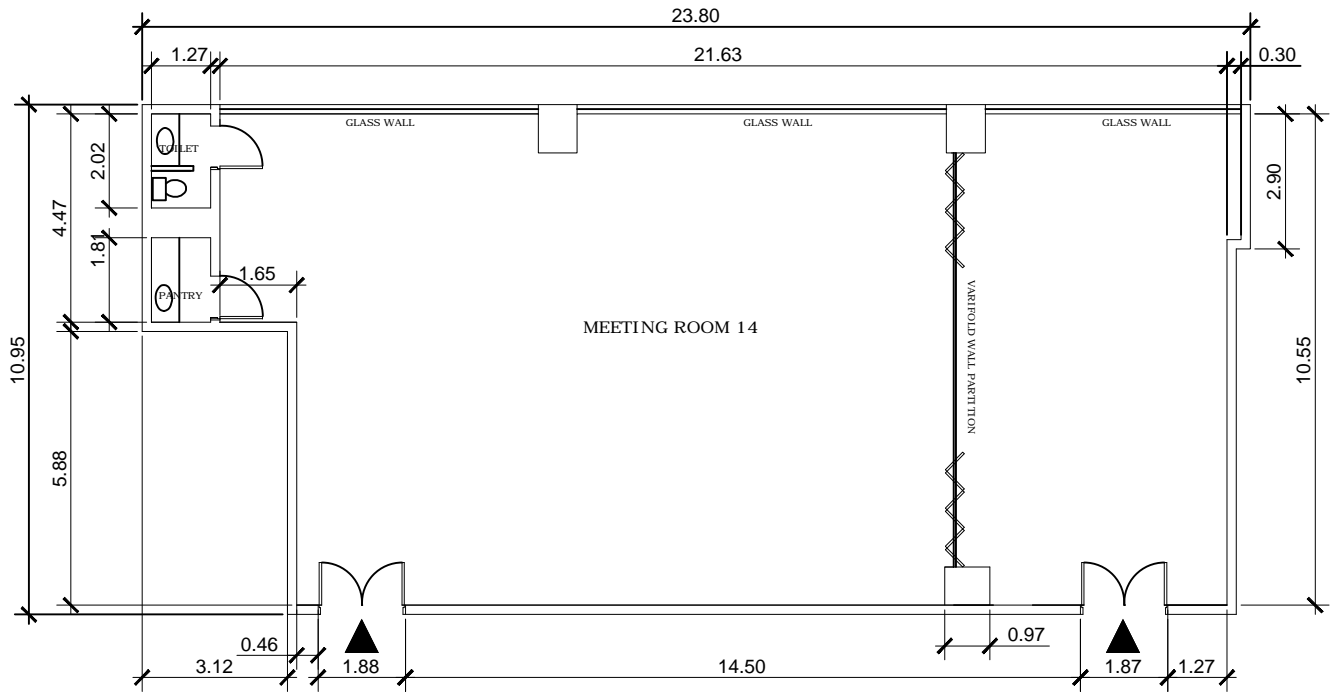 23.80
1.27
21.63
0.30
GLASS WALL
GLASS WALL
GLASS WALL
TOILET
2.02
2.90
4.47
1.81
1.65
PANTRY
MEETING ROOM 14
VARIFOLD WALL PARTITION
10.95
10.55
5.88
0.46
0.97
3.12
1.88
14.50
1.87
1.27